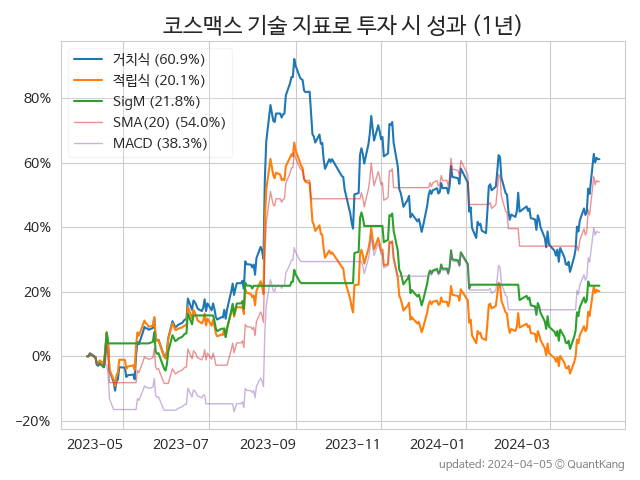 코스맥스 기술 지표로 투자 시 성과 (1년)
거치식 (60.9%)
적립식 (20.1%)
SigM (21.8%)
SMA(20) (54.0%)
MACD (38.3%)
80%
60%
40%
20%
0%
−20%
2023-05 2023-07 2023-09 2023-11 2024-01 2024-03
updated: 2024-04-05 © QuantKang